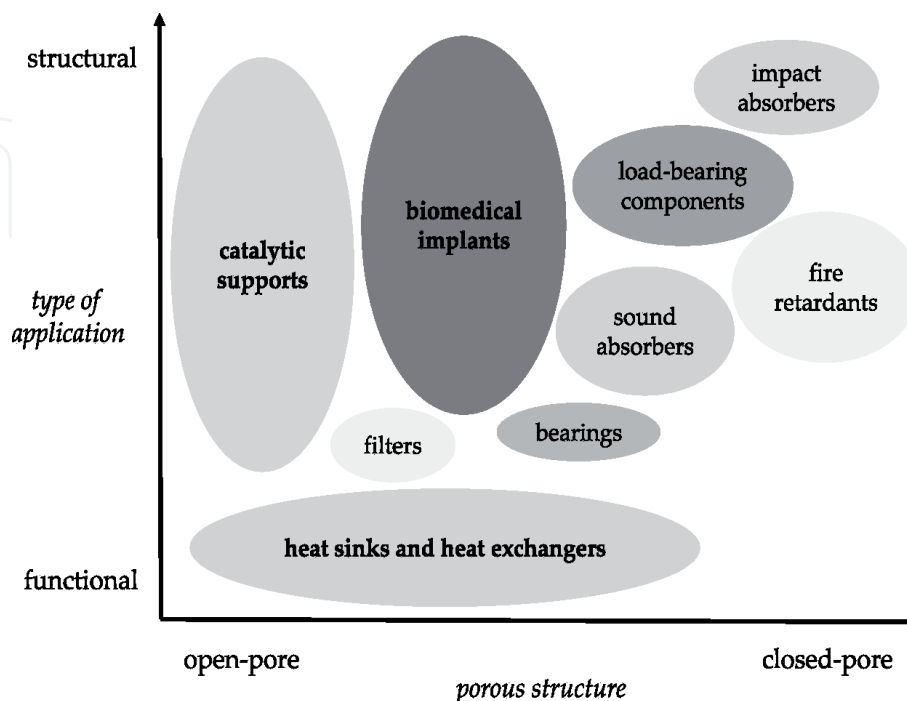 structural
impact
absorbers
load-bearing
components
biomedical
implants
catalytic
supports
fire
retardants
type of
application
sound
absorbers
bearings
filters
heat sinks and heat exchangers
functional
open-pore
closed-pore
porous structure